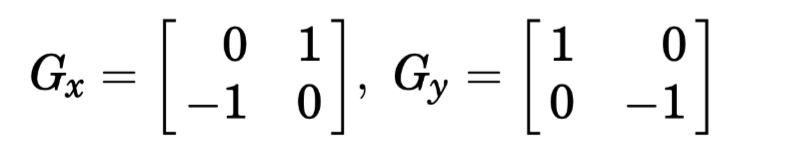 G_x = [0 1; -1 0], G_y = [1 0; 0 -1]